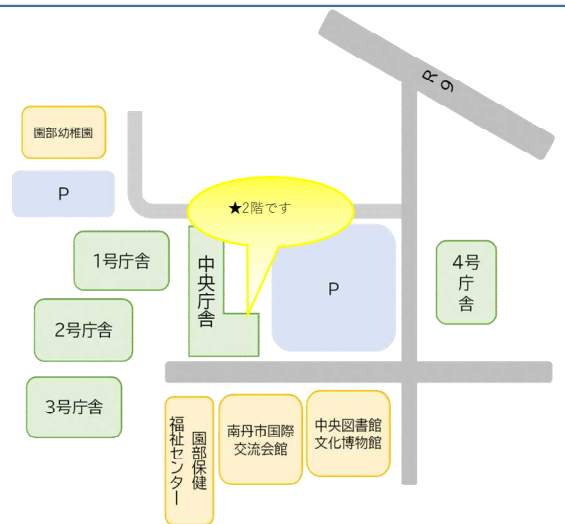 R9
園部幼稚園
P
★2階です
1号庁舎
中央庁舎
P
4号
庁
舎
2号庁舎
3号庁舎
園部保健
福祉センター
南丹市国際
交流会館
中央図書館
文化博物館